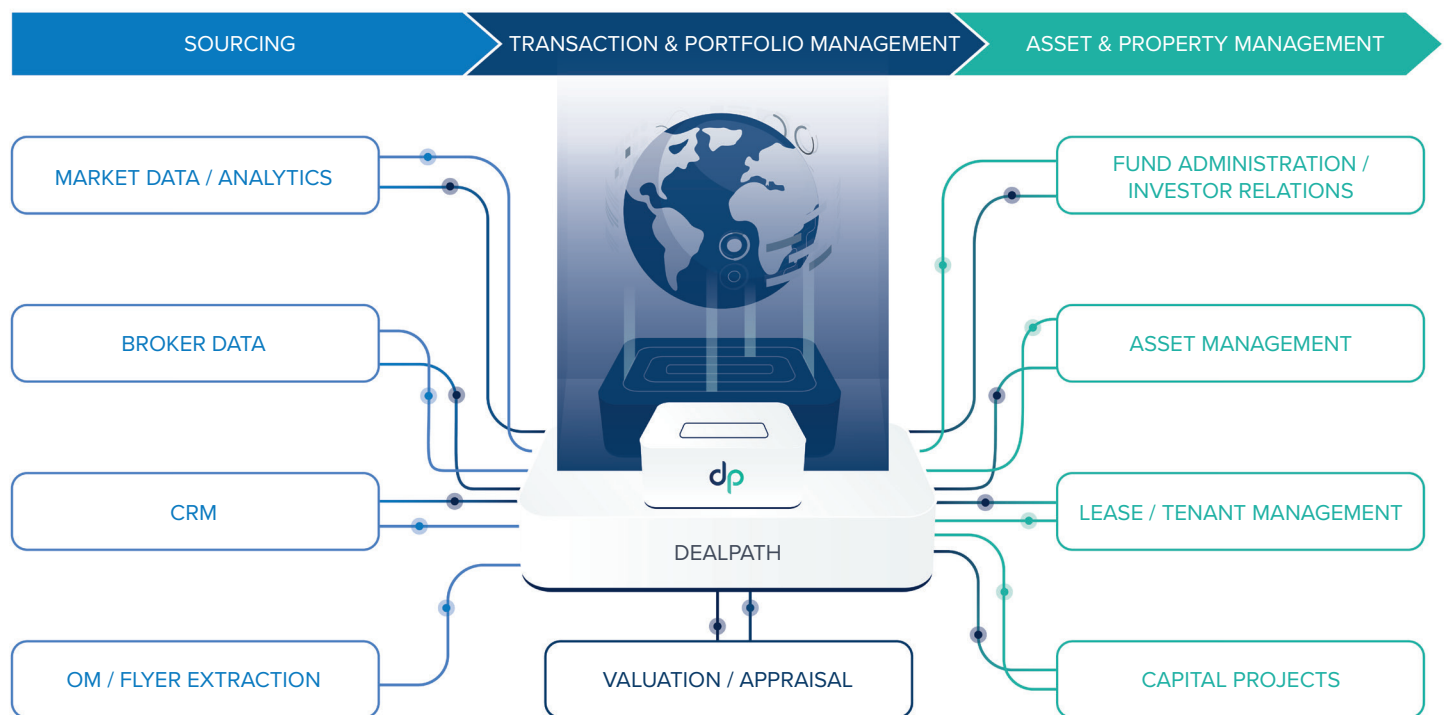 SOURCING
TRANSACTION & PORTFOLIO MANAGEMENT
ASSET & PROPERTY MANAGEMENT
MARKET DATA / ANALYTICS
FUND ADMINISTRATION /
INVESTOR RELATIONS
BROKER DATA
ASSET MANAGEMENT
CRM
dp
LEASE / TENANT MANAGEMENT
DEALPATH
OM / FLYER EXTRACTION
VALUATION / APPRAISAL
CAPITAL PROJECTS